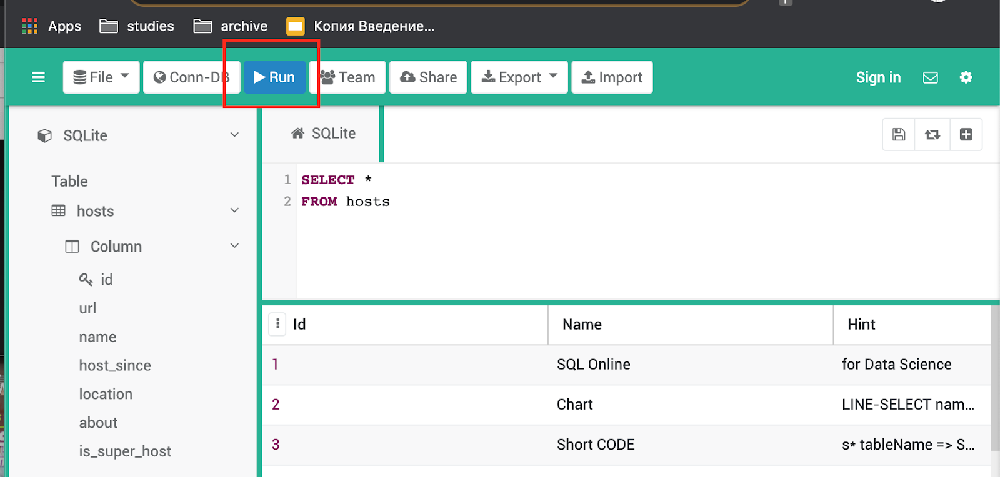 Apps studies archive Копия Введение...
File Conn-DB Run Team Share Export Import Sign in
SQLite
Table
hosts
Column
id
url
name
host_since
location
about
is_super_host
SQLite
1 SELECT *
2 FROM hosts
Id Name Hint
1 SQL Online for Data Science
2 Chart LINE-SELECT nam...
3 Short CODE s* tableName => S...